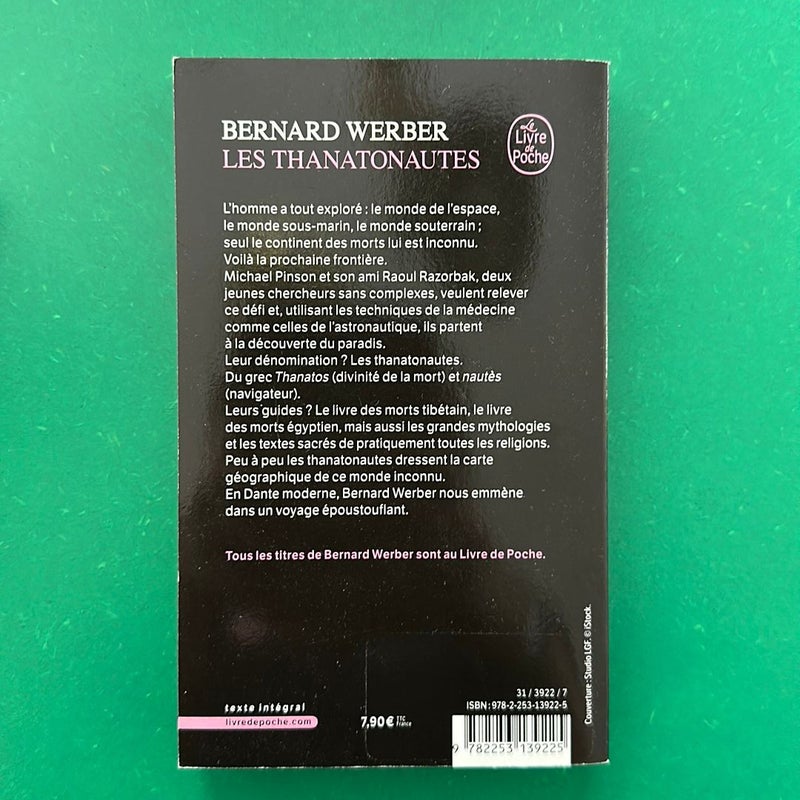 BERNARD WERBER
LES THANATONAUTES
Le
Livre
de
Poche
L'homme a tout exploré : le monde de l'espace,
le monde sous-marin, le monde souterrain ;
seul le continent des morts lui est inconnu.
Voilà la prochaine frontière.
Michael Pinson et son ami Raoul Razorbak, deux
jeunes chercheurs sans complexes, veulent relever
ce défi et, utilisant les techniques de la médecine
comme celles de l'astronautique, ils partent
à la découverte du paradis.
Leur dénomination ? Les thanatonautes.
Du grec Thanatos (divinité de la mort) et nautès
(navigateur).
Leurs guides ? Le livre des morts tibétain, le livre
des morts égyptien, mais aussi les grandes mythologies
et les textes sacrés de pratiquement toutes les religions.
Peu à peu les thanatonautes dressent la carte
géographique de ce monde inconnu.
En Dante moderne, Bernard Werber nous emmène
dans un voyage époustouflant.
Tous les titres de Bernard Werber sont au Livre de Poche.
Couverture : Studio LGF. © iStock.
texte intégral
livredepoche.com
7,90 € TTC
France
31 / 3922 / 7
ISBN : 978-2-253-13922-5
9 782253 139225